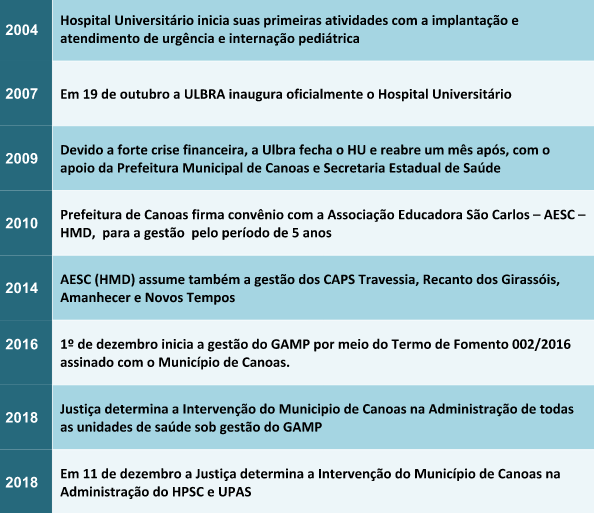 2004
Hospital Universitário inicia suas primeiras atividades com a implantação e
atendimento de urgência e internação pediátrica
2007
Em 19 de outubro a ULBRA inaugura oficialmente o Hospital Universitário
2009
Devido a forte crise financeira, a Ulbra fecha o HU e reabre um mês após, com o
apoio da Prefeitura Municipal de Canoas e Secretaria Estadual de Saúde
2010
Prefeitura de Canoas firma convênio com a Associação Educadora São Carlos – AESC –
HMD, para a gestão pelo período de 5 anos
2014
AESC (HMD) assume também a gestão dos CAPS Travessia, Recanto dos Girassóis,
Amanhecer e Novos Tempos
2016
1º de dezembro inicia a gestão do GAMP por meio do Termo de Fomento 002/2016
assinado com o Município de Canoas.
2018
Justiça determina a Intervenção do Municipio de Canoas na Administração de todas
as unidades de saúde sob gestão do GAMP
2018
Em 11 de dezembro a Justiça determina a Intervenção do Município de Canoas na
Administração do HPSC e UPAS